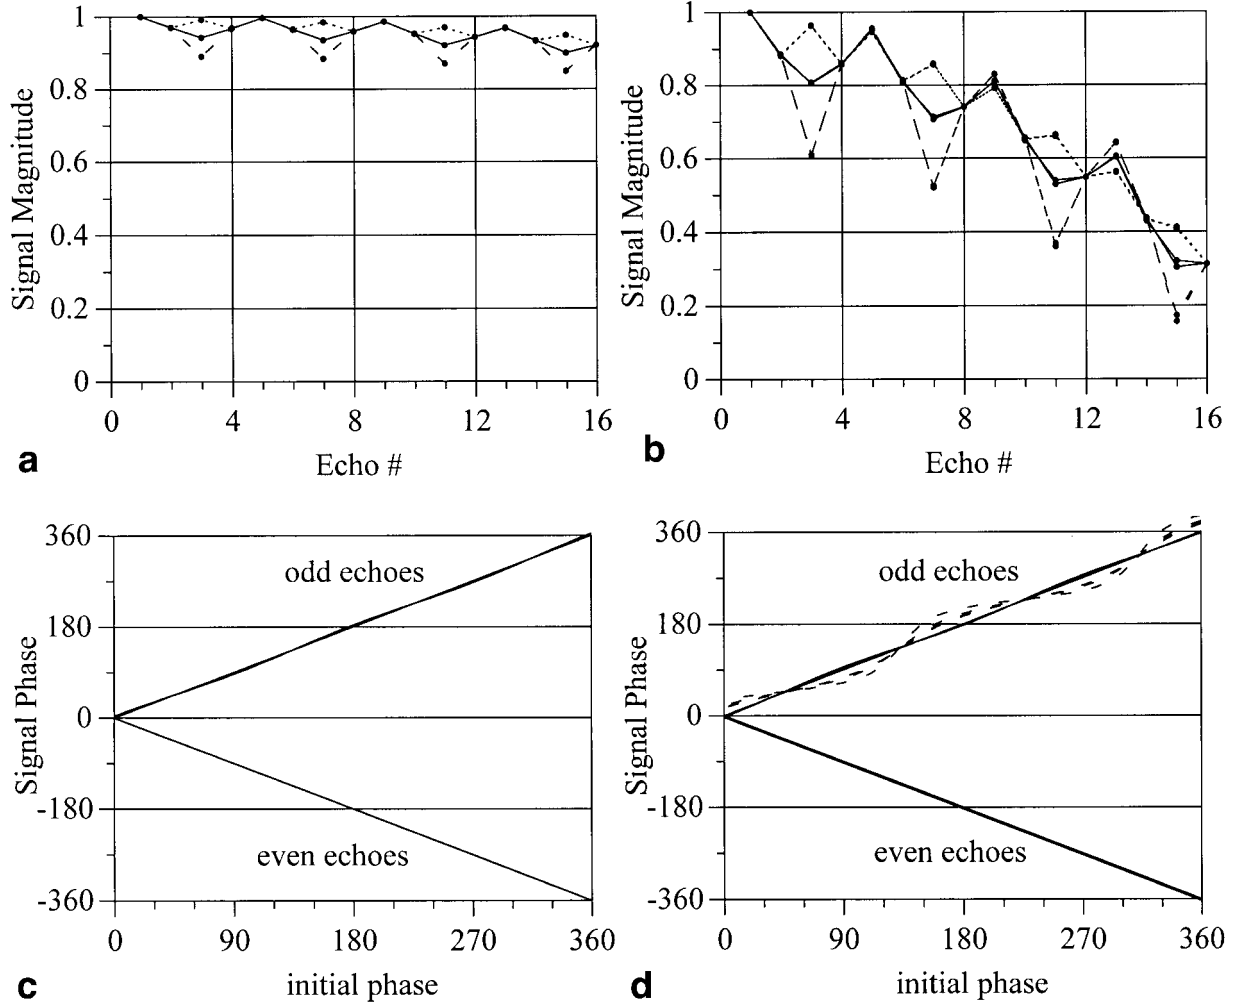 1
0.8
0.6
0.4
0.2
0
Signal Magnitude
0 4 8 12 16
Echo #
a
1
0.8
0.6
0.4
0.2
0
Signal Magnitude
0 4 8 12 16
Echo #
b
360
180
0
-180
-360
Signal Phase
odd echoes
even echoes
0 90 180 270 360
initial phase
c
360
180
0
-180
-360
Signal Phase
odd echoes
even echoes
0 90 180 270 360
initial phase
d